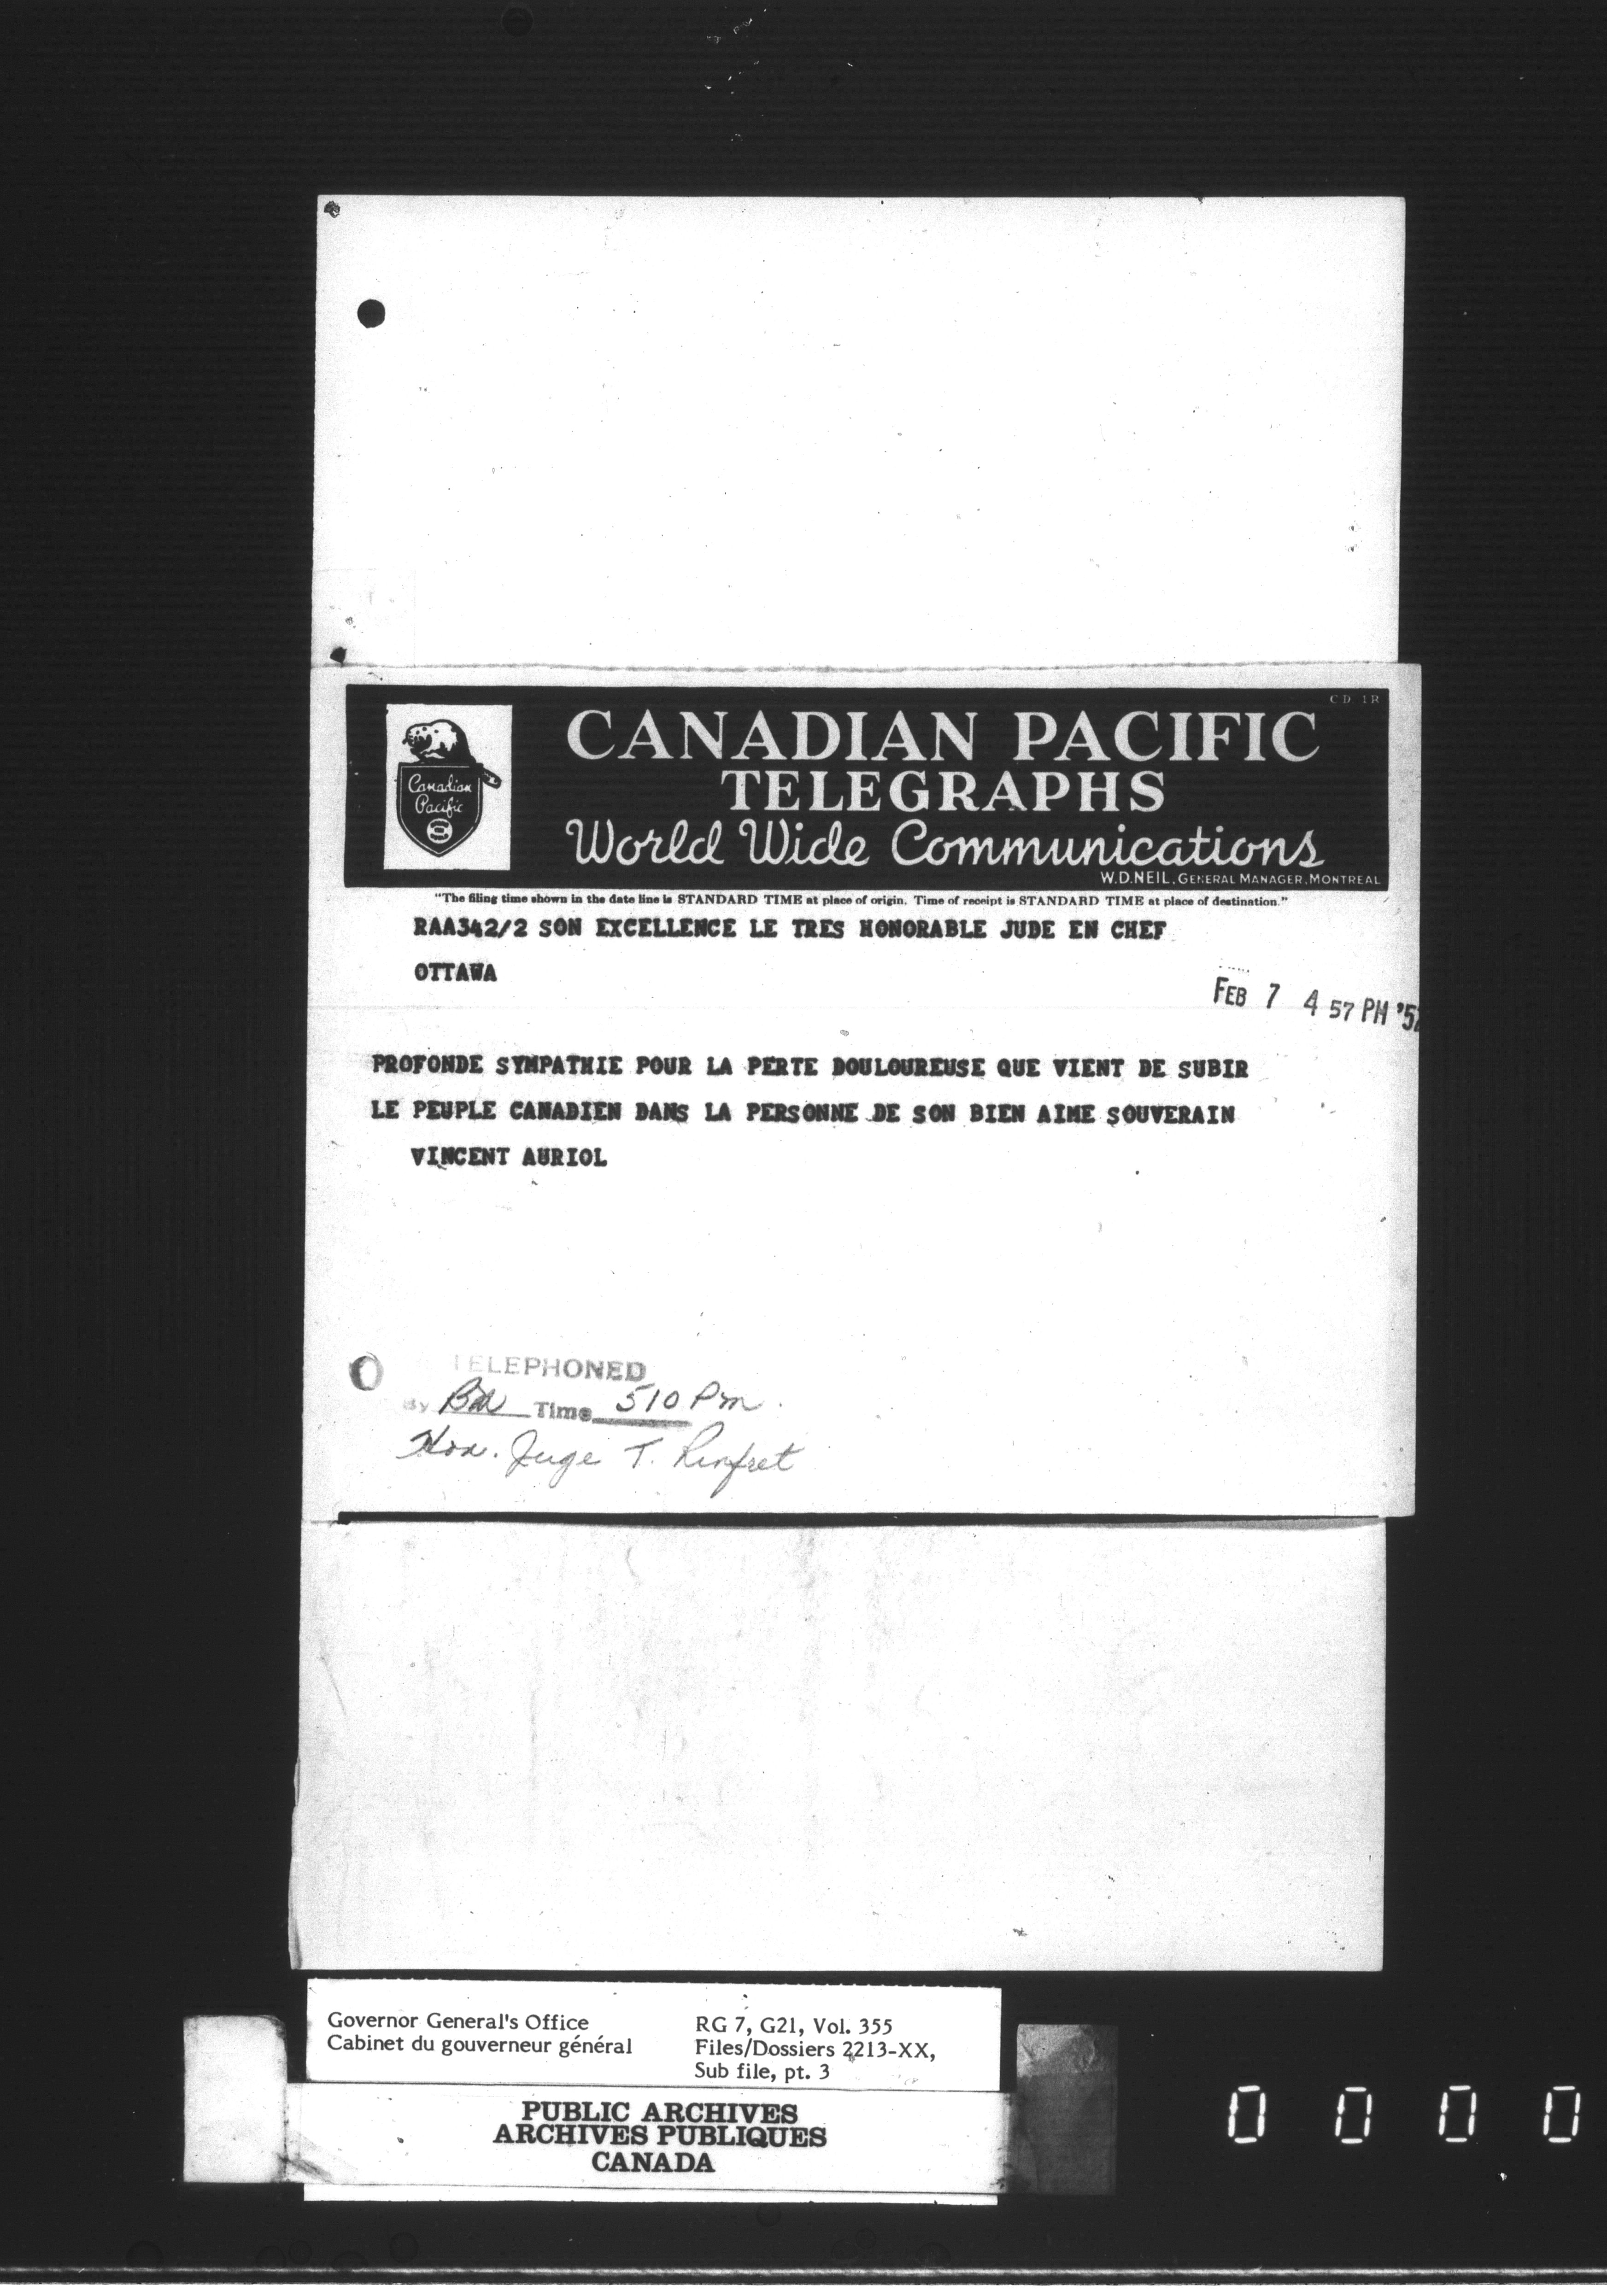 CD 1R
CANADIAN PACIFIC
TELEGRAPHS
World Wide Communications
Canadian
Pacific
W.D. NEIL, GENERAL MANAGER, MONTREAL
"The filing time shown in the date line is STANDARD TIME at place of origin. Time of receipt is STANDARD TIME at place of destination."
RAA342/2 SON EXCELLENCE LE TRES HONORABLE JUDE EN CHEF
OTTAWA
FEB 7 4 57 PM '52
PROFONDE SYMPATHIE POUR LA PERTE DOULOUREUSE QUE VIENT DE SUBIR
LE PEUPLE CANADIEN DANS LA PERSONNE DE SON BIEN AIME SOUVERAIN
VINCENT AURIOL
TELEPHONED
By Time 510 Pm.
Hon. Juge T. Rinfret
Governor General's Office
Cabinet du gouverneur général
RG 7, G21, Vol. 355
Files/Dossiers 2213-XX,
Sub file, pt. 3
PUBLIC ARCHIVES
ARCHIVES PUBLIQUES
CANADA
0 0 0 0